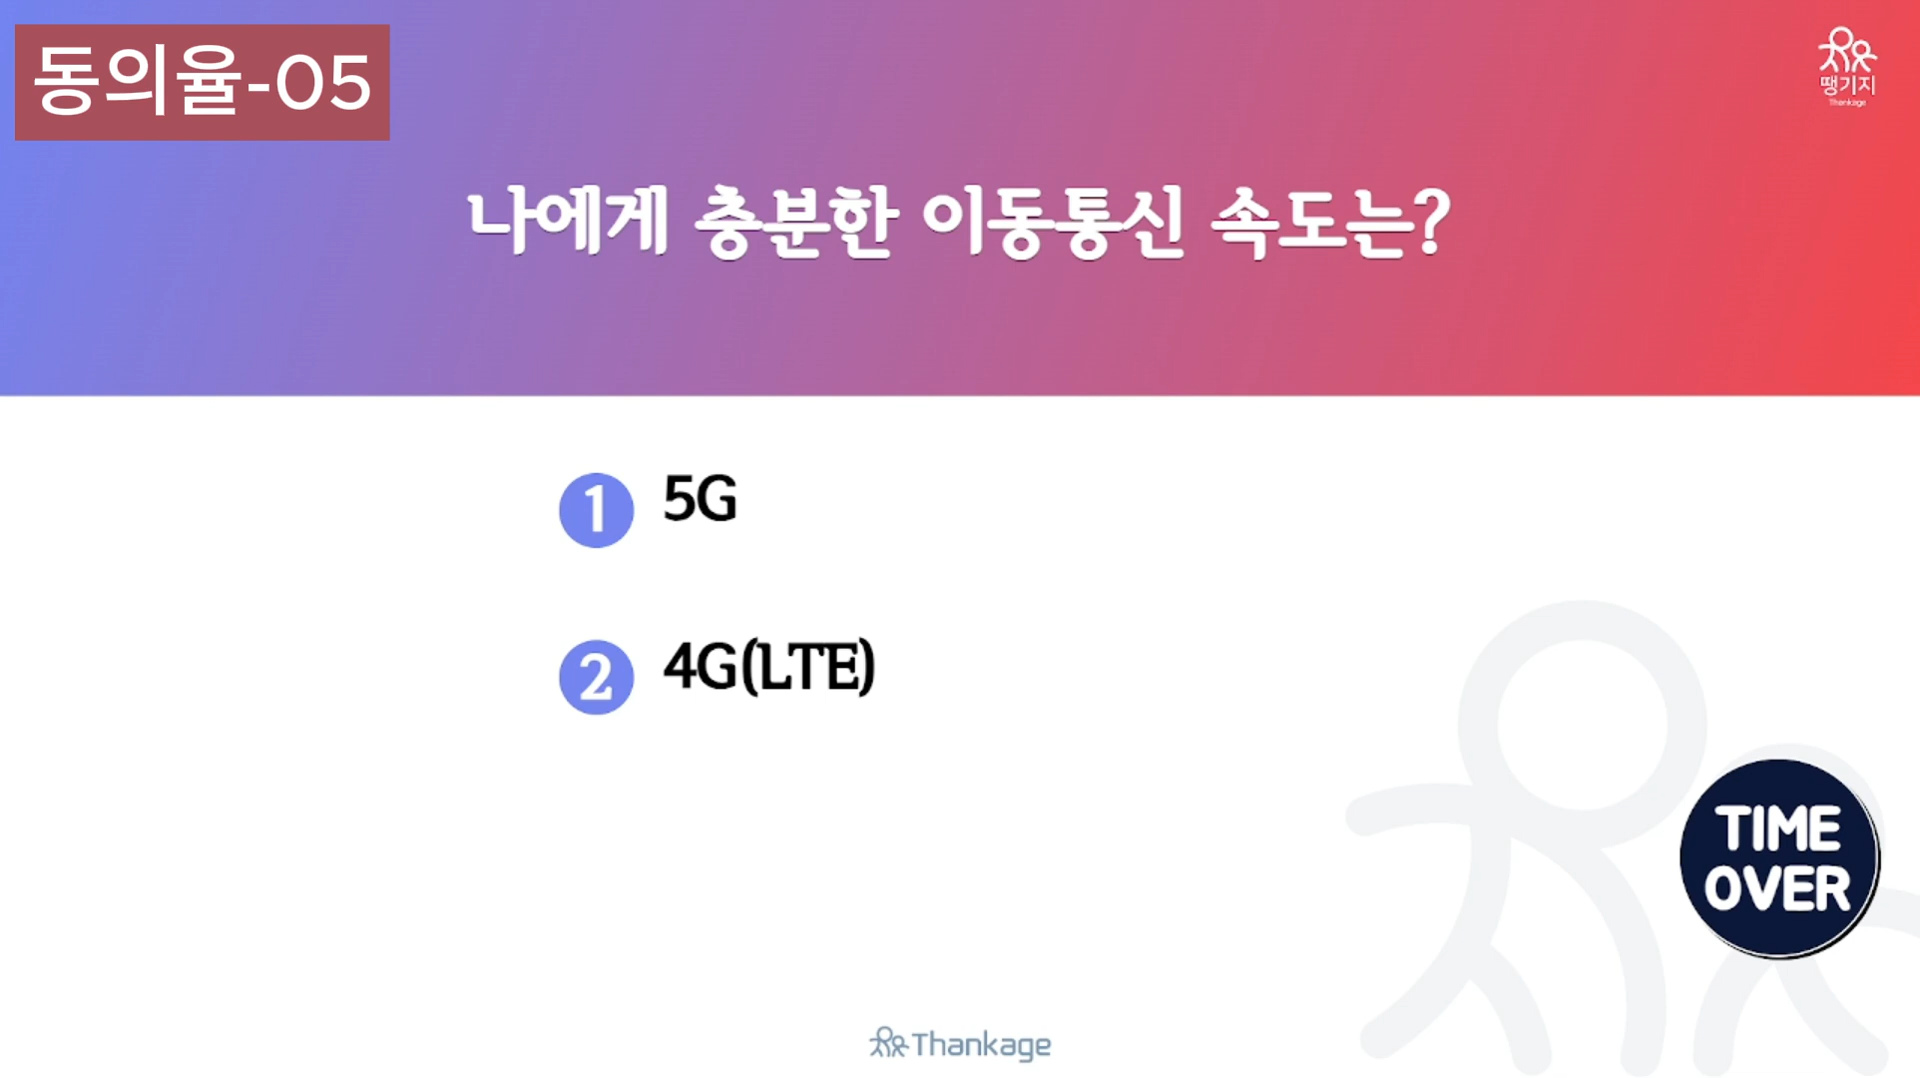 동의율-05
땡기지
Thankage
나에게 충분한 이동통신 속도는?
1 5G
2 4G(LTE)
TIME
OVER
Thankage